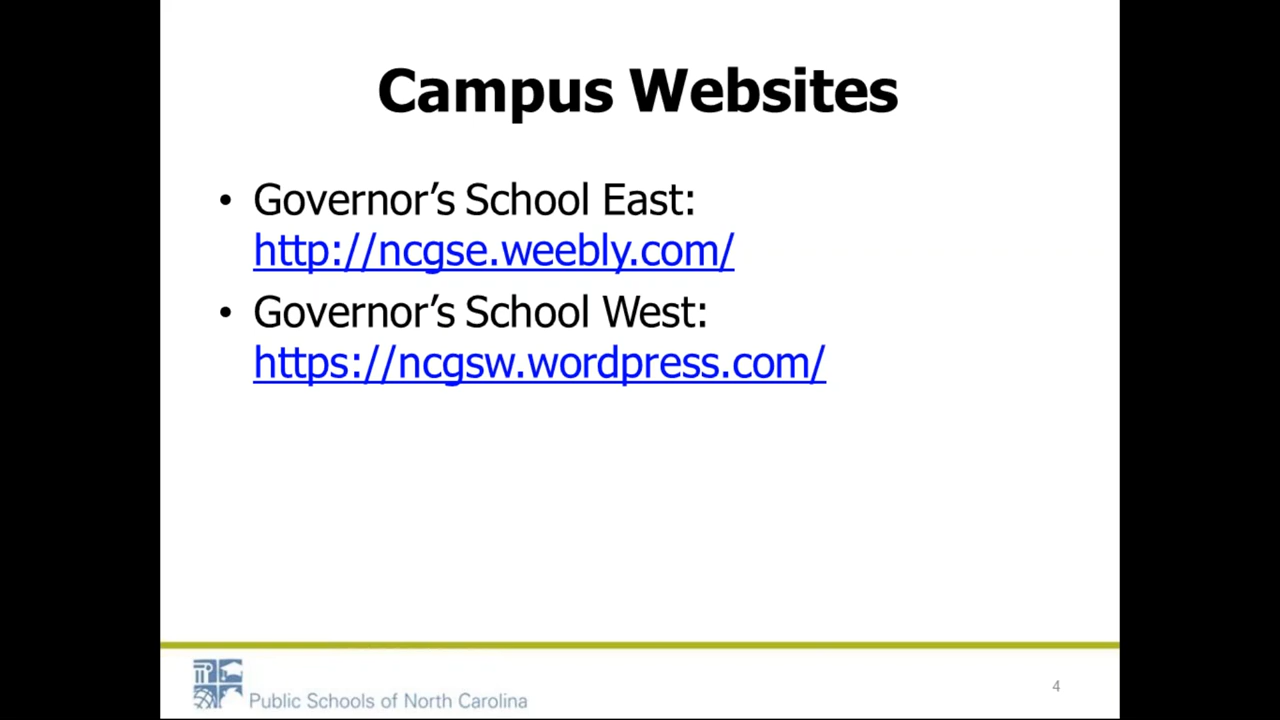 Campus Websites
• Governor’s School East:
http://ncgse.weebly.com/
• Governor’s School West:
https://ncgsw.wordpress.com/
Public Schools of North Carolina
4